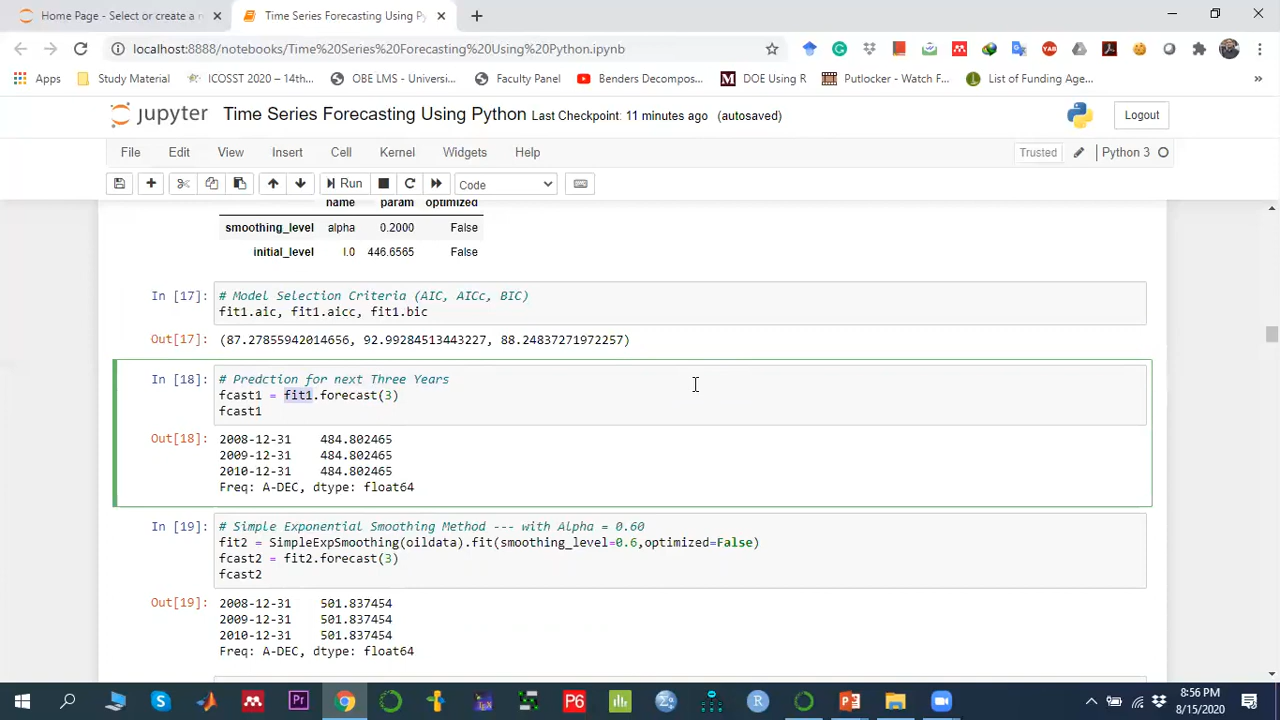 Home Page - Select or create a n
Time Series Forecasting Using Py
localhost:8888/notebooks/Time%20Series%20Forecasting%20Using%20Python.ipynb
Apps
Study Material
ICOSST 2020 – 14th...
OBE LMS - Universi...
Faculty Panel
Benders Decompos...
DOE Using R
Putlocker - Watch F...
List of Funding Age...
»
jupyter Time Series Forecasting Using Python Last Checkpoint: 11 minutes ago (autosaved)
Logout
File Edit View Insert Cell Kernel Widgets Help
Trusted
Python 3
Run
Code
name param optimized
smoothing_level alpha 0.2000 False
initial_level l.0 446.6565 False
In [17]: # Model Selection Criteria (AIC, AICc, BIC)
fit1.aic, fit1.aicc, fit1.bic
Out[17]: (87.27855942014656, 92.99284513443227, 88.24837271972257)
In [18]: # Predction for next Three Years
fcast1 = fit1.forecast(3)
fcast1
Out[18]: 2008-12-31 484.802465
2009-12-31 484.802465
2010-12-31 484.802465
Freq: A-DEC, dtype: float64
In [19]: # Simple Exponential Smoothing Method --- with Alpha = 0.60
fit2 = SimpleExpSmoothing(oildata).fit(smoothing_level=0.6,optimized=False)
fcast2 = fit2.forecast(3)
fcast2
Out[19]: 2008-12-31 501.837454
2009-12-31 501.837454
2010-12-31 501.837454
Freq: A-DEC, dtype: float64
8:56 PM
8/15/2020